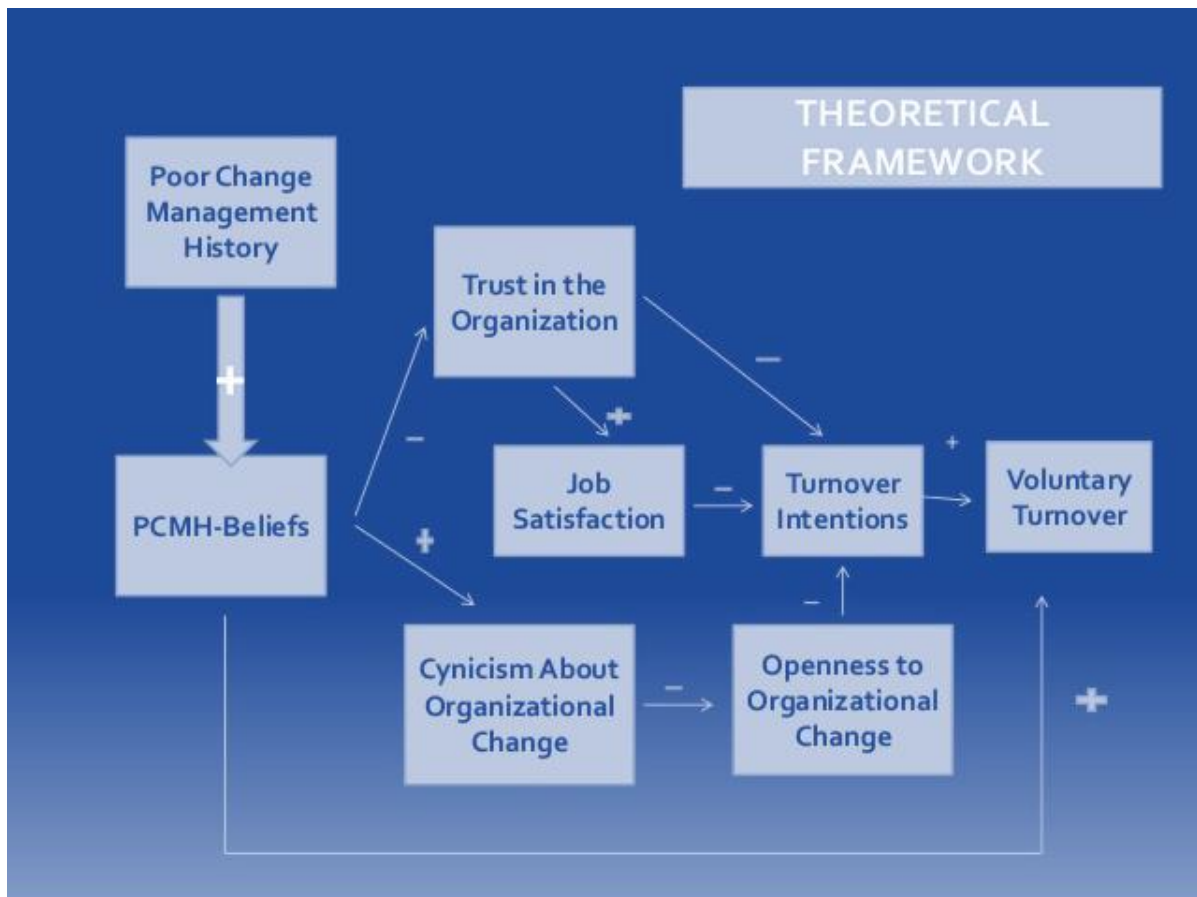 THEORETICAL
FRAMEWORK
Poor Change
Management
History
+
Trust in the
Organization
–
+
–
PCMH-Beliefs
+
Job
Satisfaction
–
Turnover
Intentions
+
Voluntary
Turnover
Cynicism About
Organizational
Change
–
Openness to
Organizational
Change
–
+